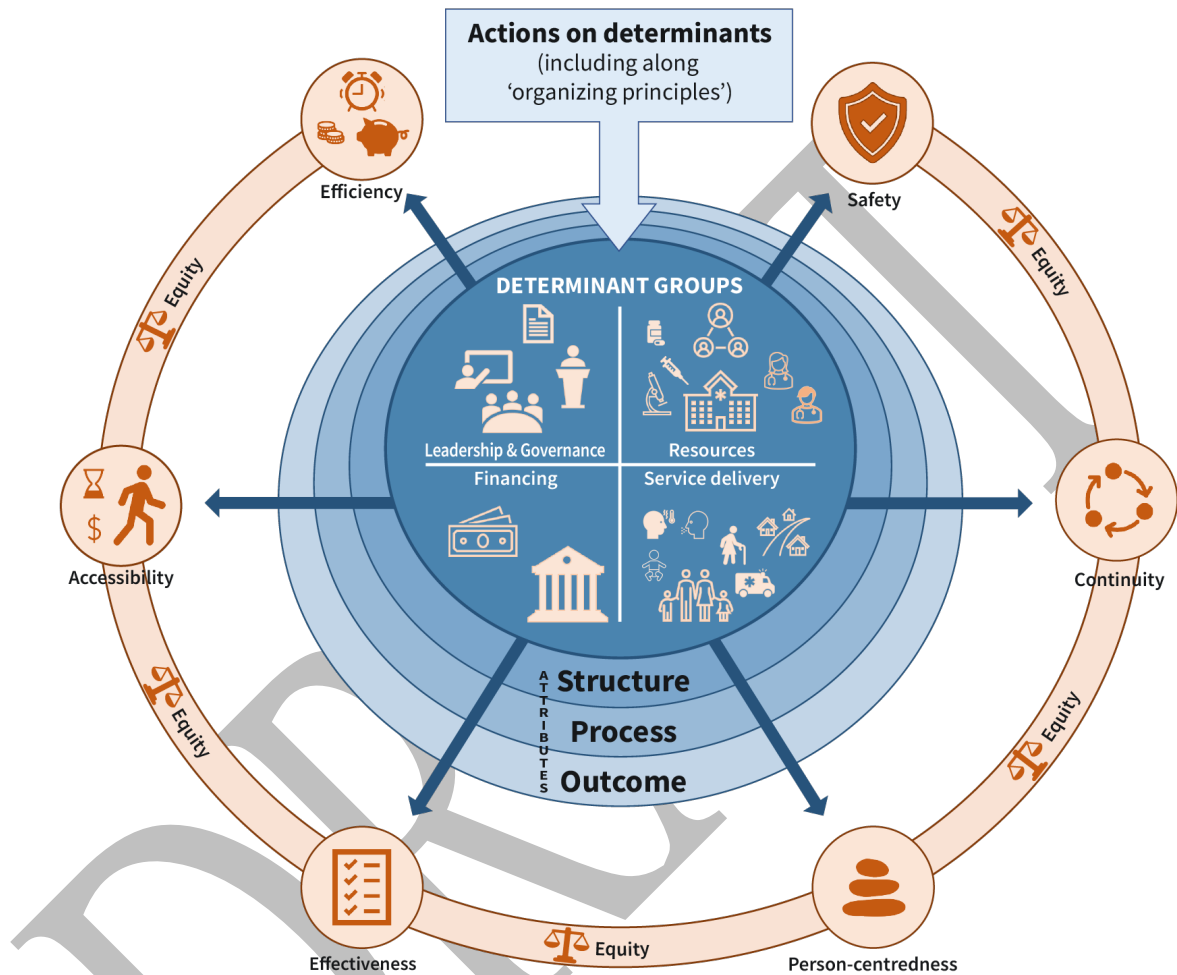 Actions on determinants
(including along
‘organizing principles’)
Efficiency
Safety
Equity
Equity
DETERMINANT GROUPS
Leadership & Governance
Resources
Financing
Service delivery
$
Accessibility
Continuity
ATTRIBUTES
Structure
Process
Outcome
Equity
Equity
Equity
Effectiveness
Person-centredness